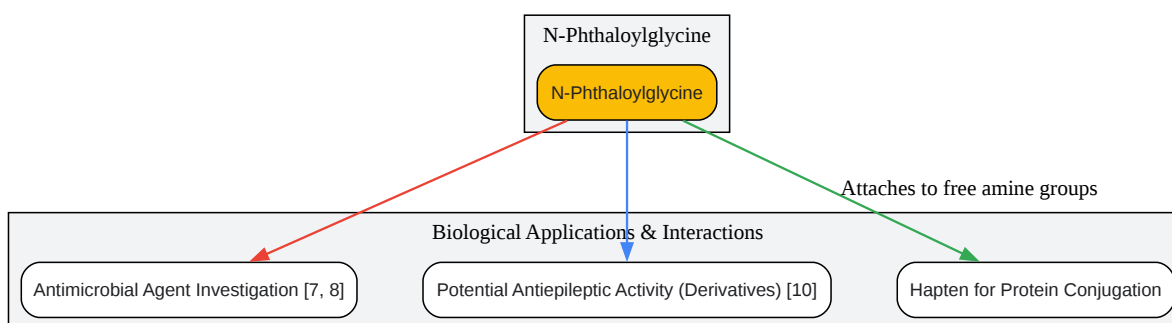 N-Phthaloylglycine
N-Phthaloylglycine
Attaches to free amine groups
Biological Applications & Interactions
Antimicrobial Agent Investigation [7, 8]
Potential Antiepileptic Activity (Derivatives) [10]
Hapten for Protein Conjugation